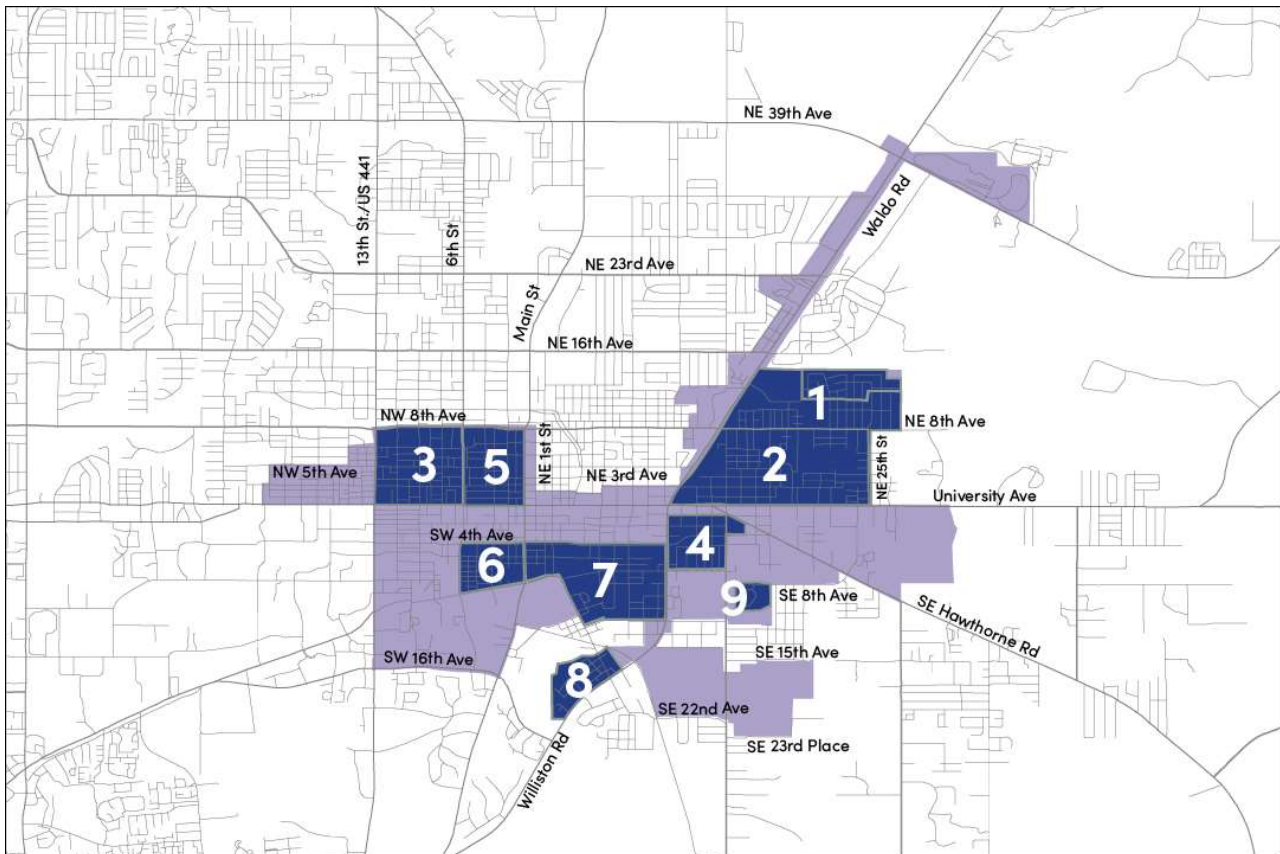 NE 39th Ave
13th St./US 441
Waldo Rd
6th St
NE 23rd Ave
Main St
NE 16th Ave
1
NW 8th Ave
NE 8th Ave
NE 1st St
3
5
2
NE 25th St
NW 5th Ave
NE 3rd Ave
University Ave
SW 4th Ave
4
6
7
9
SE 8th Ave
SE Hawthorne Rd
SE 15th Ave
SW 16th Ave
8
SE 22nd Ave
SE 23rd Place
Williston Rd